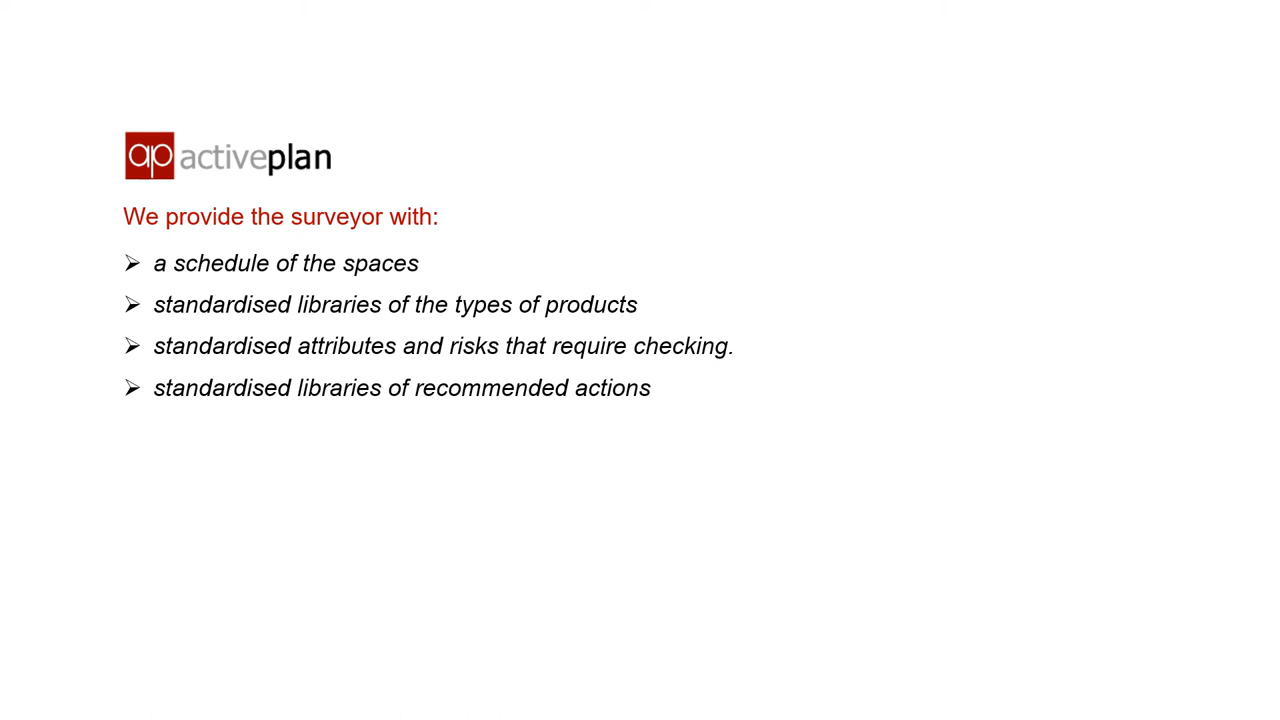 ap activeplan
We provide the surveyor with:
➢ a schedule of the spaces
➢ standardised libraries of the types of products
➢ standardised attributes and risks that require checking.
➢ standardised libraries of recommended actions